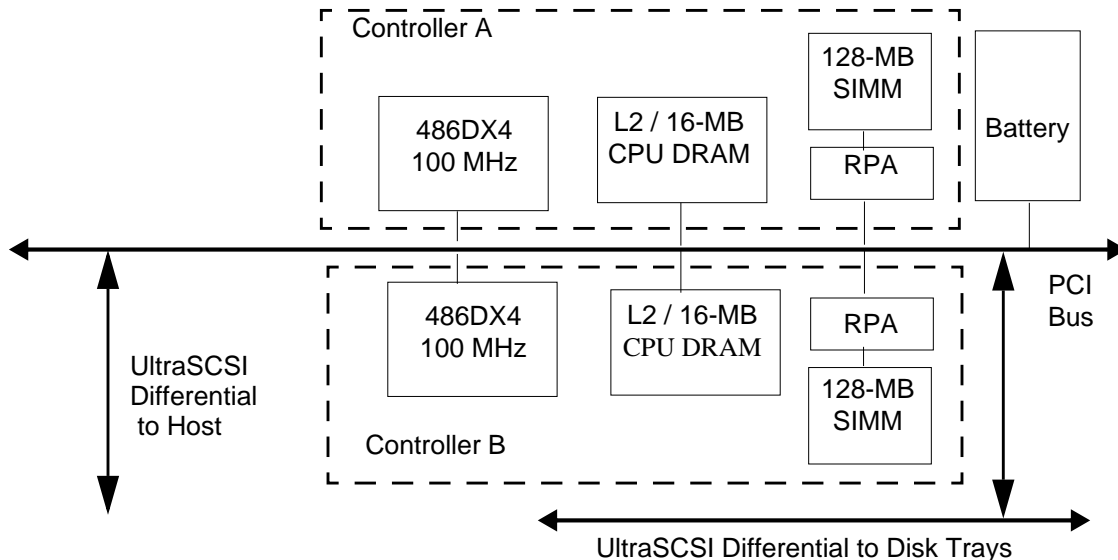 Controller A
486DX4
100 MHz
L2 / 16-MB
CPU DRAM
128-MB
SIMM
RPA
Battery
PCI
Bus
486DX4
100 MHz
L2 / 16-MB
CPU DRAM
RPA
128-MB
SIMM
UltraSCSI
Differential
to Host
Controller B
UltraSCSI Differential to Disk Trays